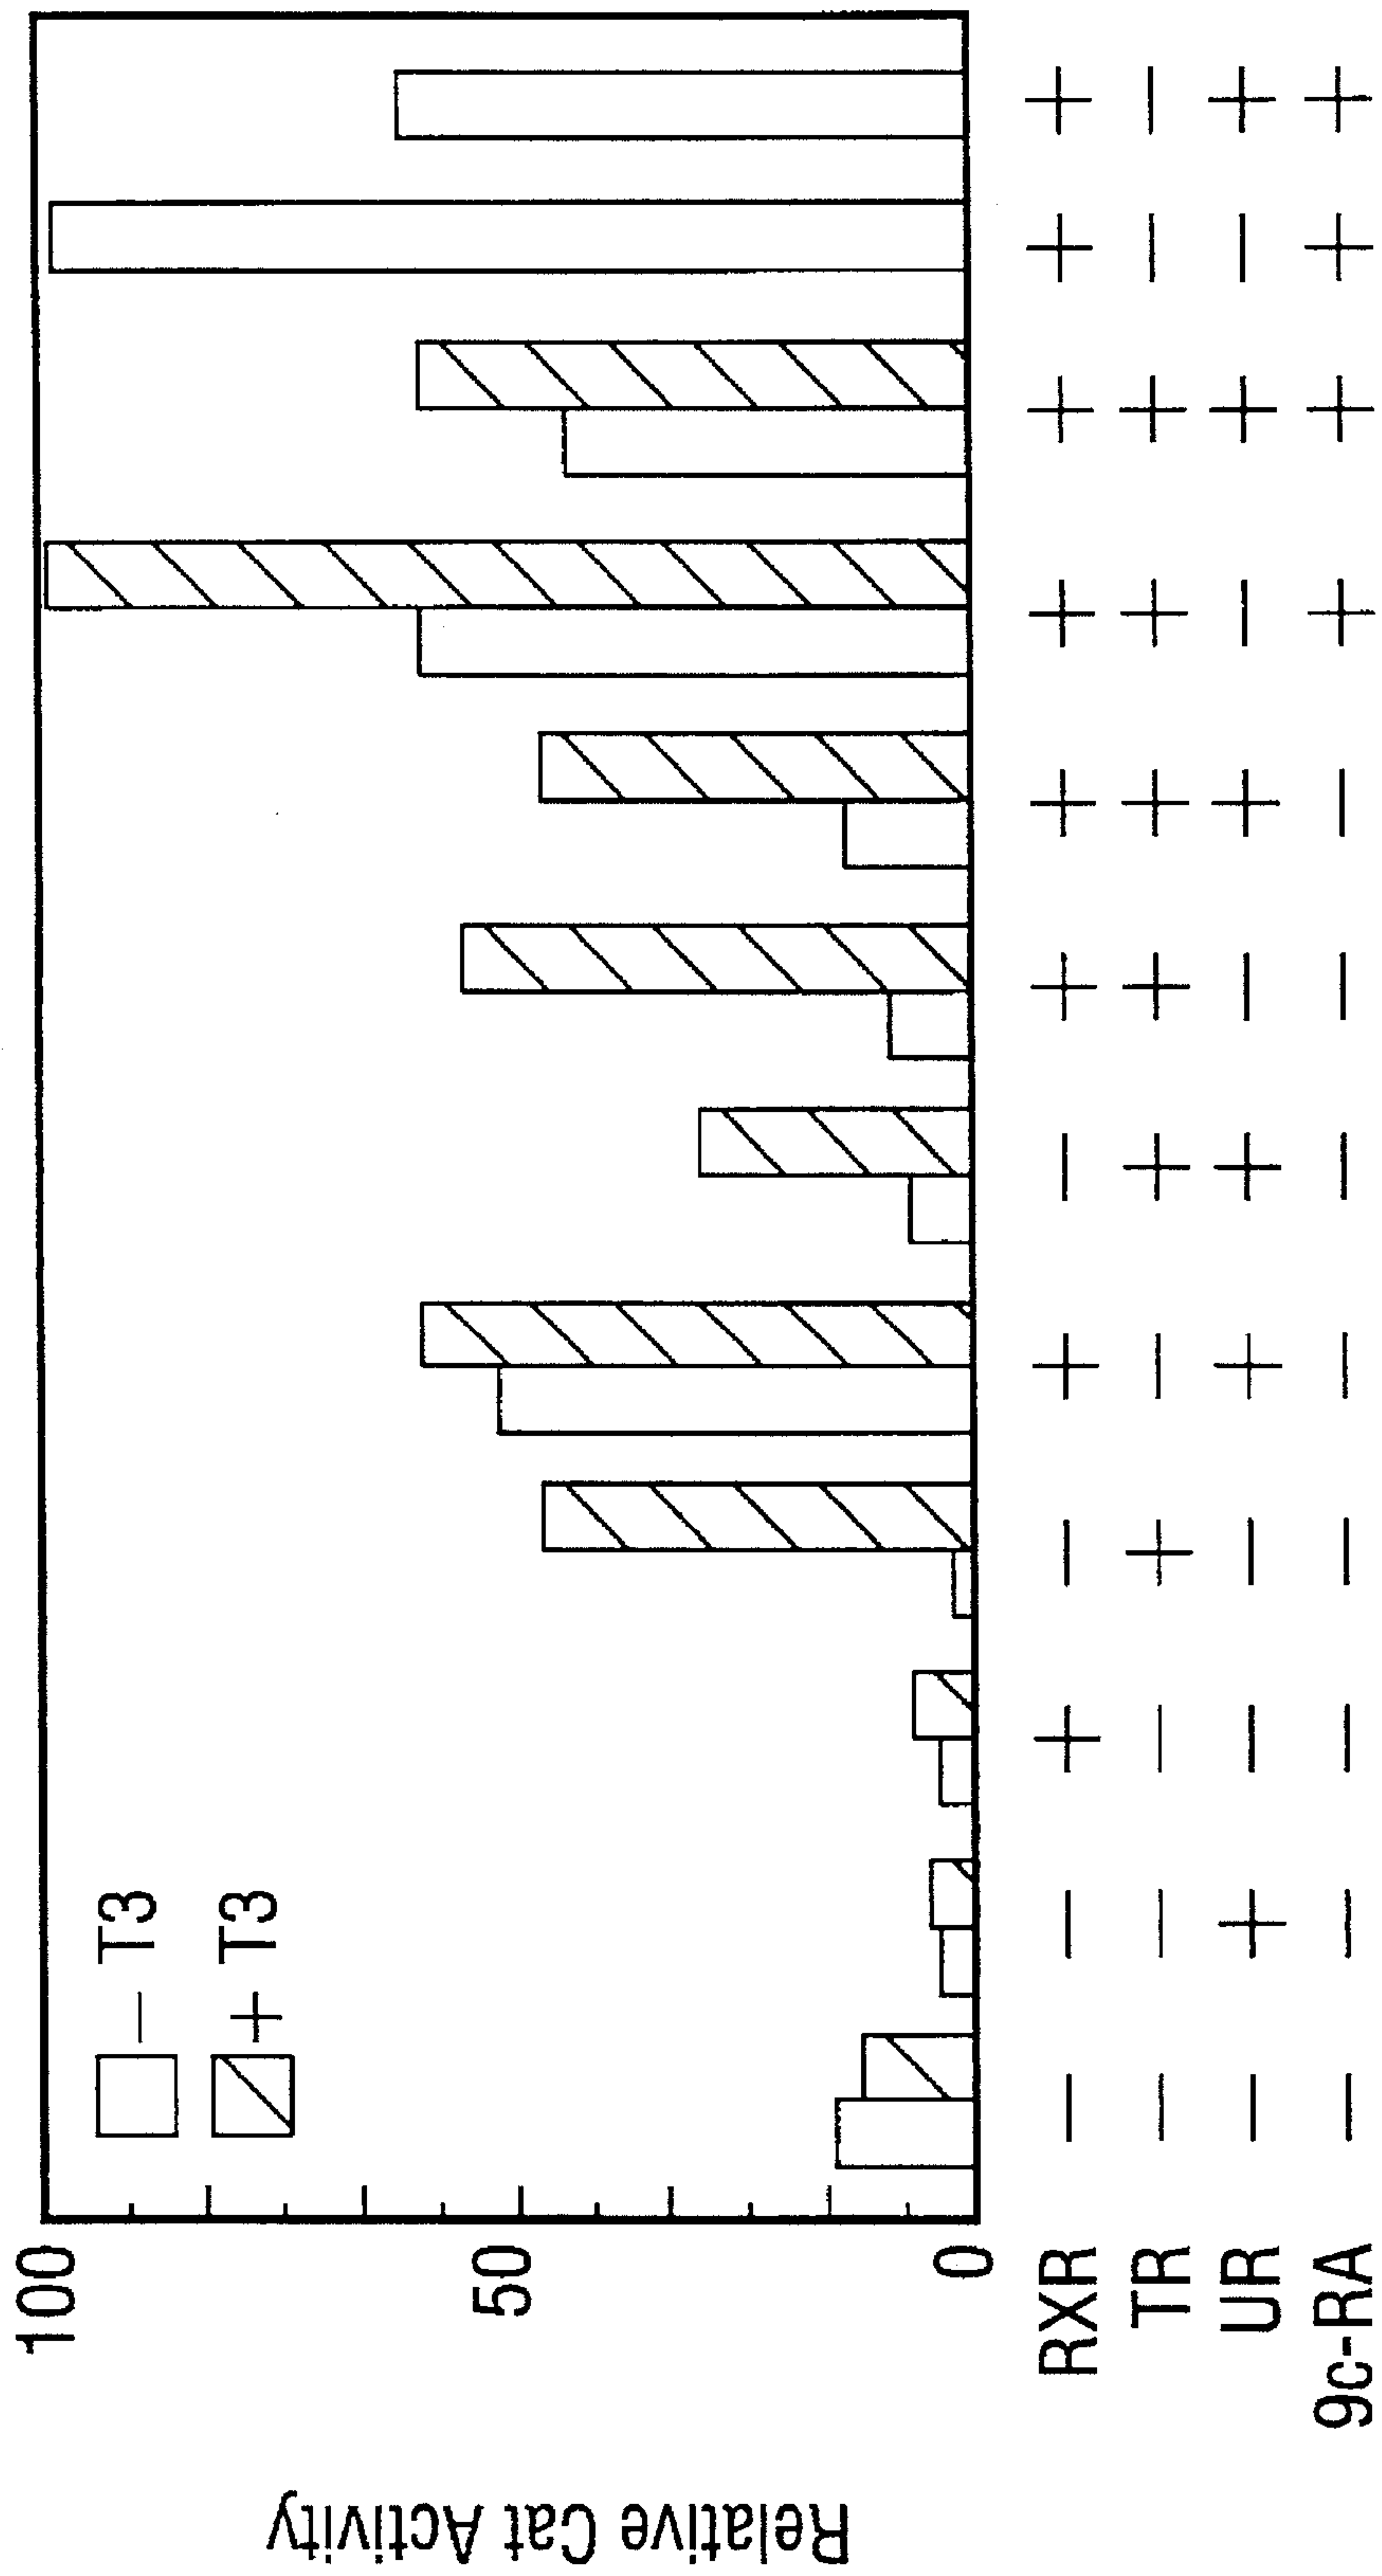 Relative Cat Activity
100
50
0
− T3
+ T3
RXR − − + − + − + + + + + +
TR − − − + − + + + + + − −
UR − + − − + + − + − + − +
9c-RA − − − − − − − − + + + +